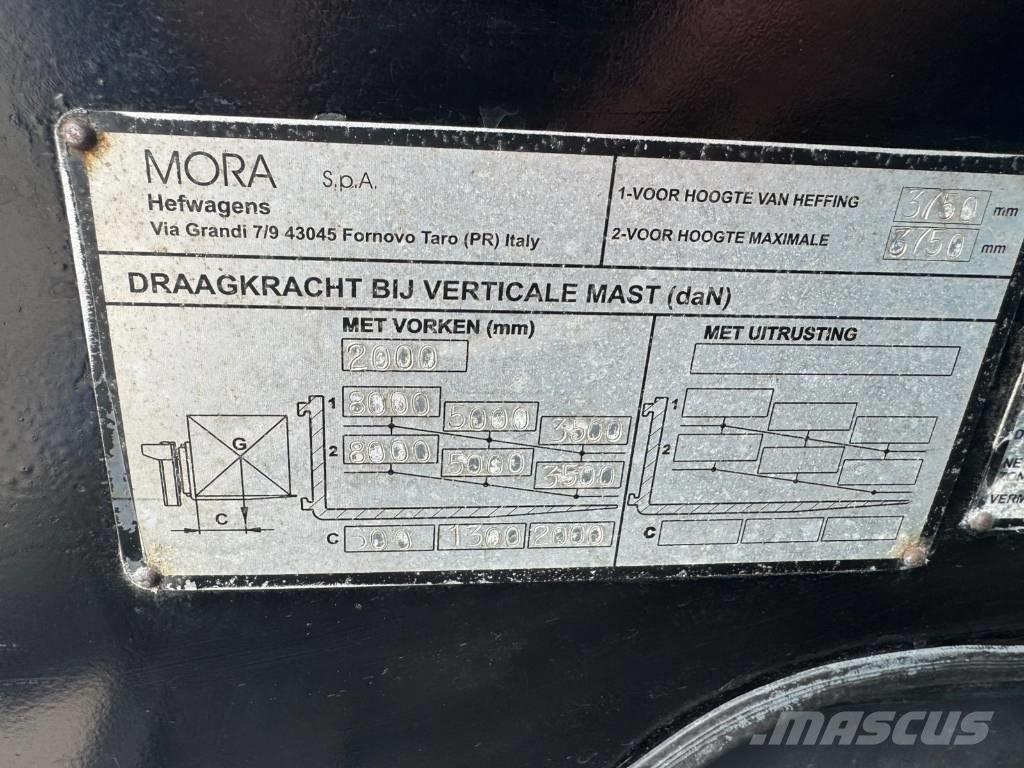 MORA S.p.A.
Hefwagens
Via Grandi 7/9 43045 Fornovo Taro (PR) Italy
1-VOOR HOOGTE VAN HEFFING 3750 mm
2-VOOR HOOGTE MAXIMALE 3750 mm
DRAAGKRACHT BIJ VERTICALE MAST (daN)
MET VORKEN (mm)
2000
1 8000 5000 3500
2 8000 5000 3500
G
C
C 500 1300 2000
MET UITRUSTING
1
2
C
NE
VERM
MASCUS